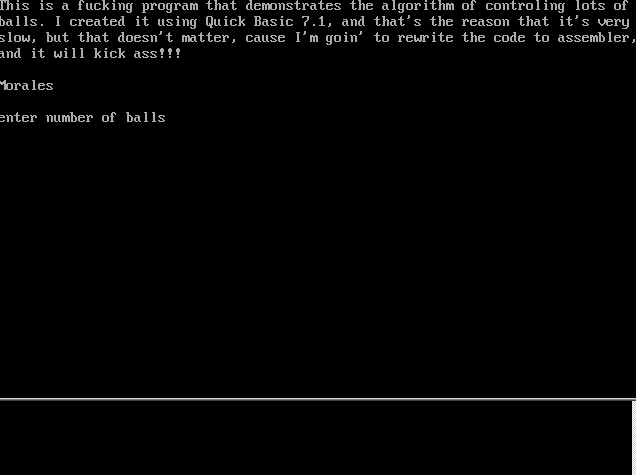 This is a fucking program that demonstrates the algorithm of controling lots of
balls. I created it using Quick Basic 7.1, and that's the reason that it's very
slow, but that doesn't matter, cause I'm goin' to rewrite the code to assembler,
and it will kick ass!!!
Morales
enter number of balls